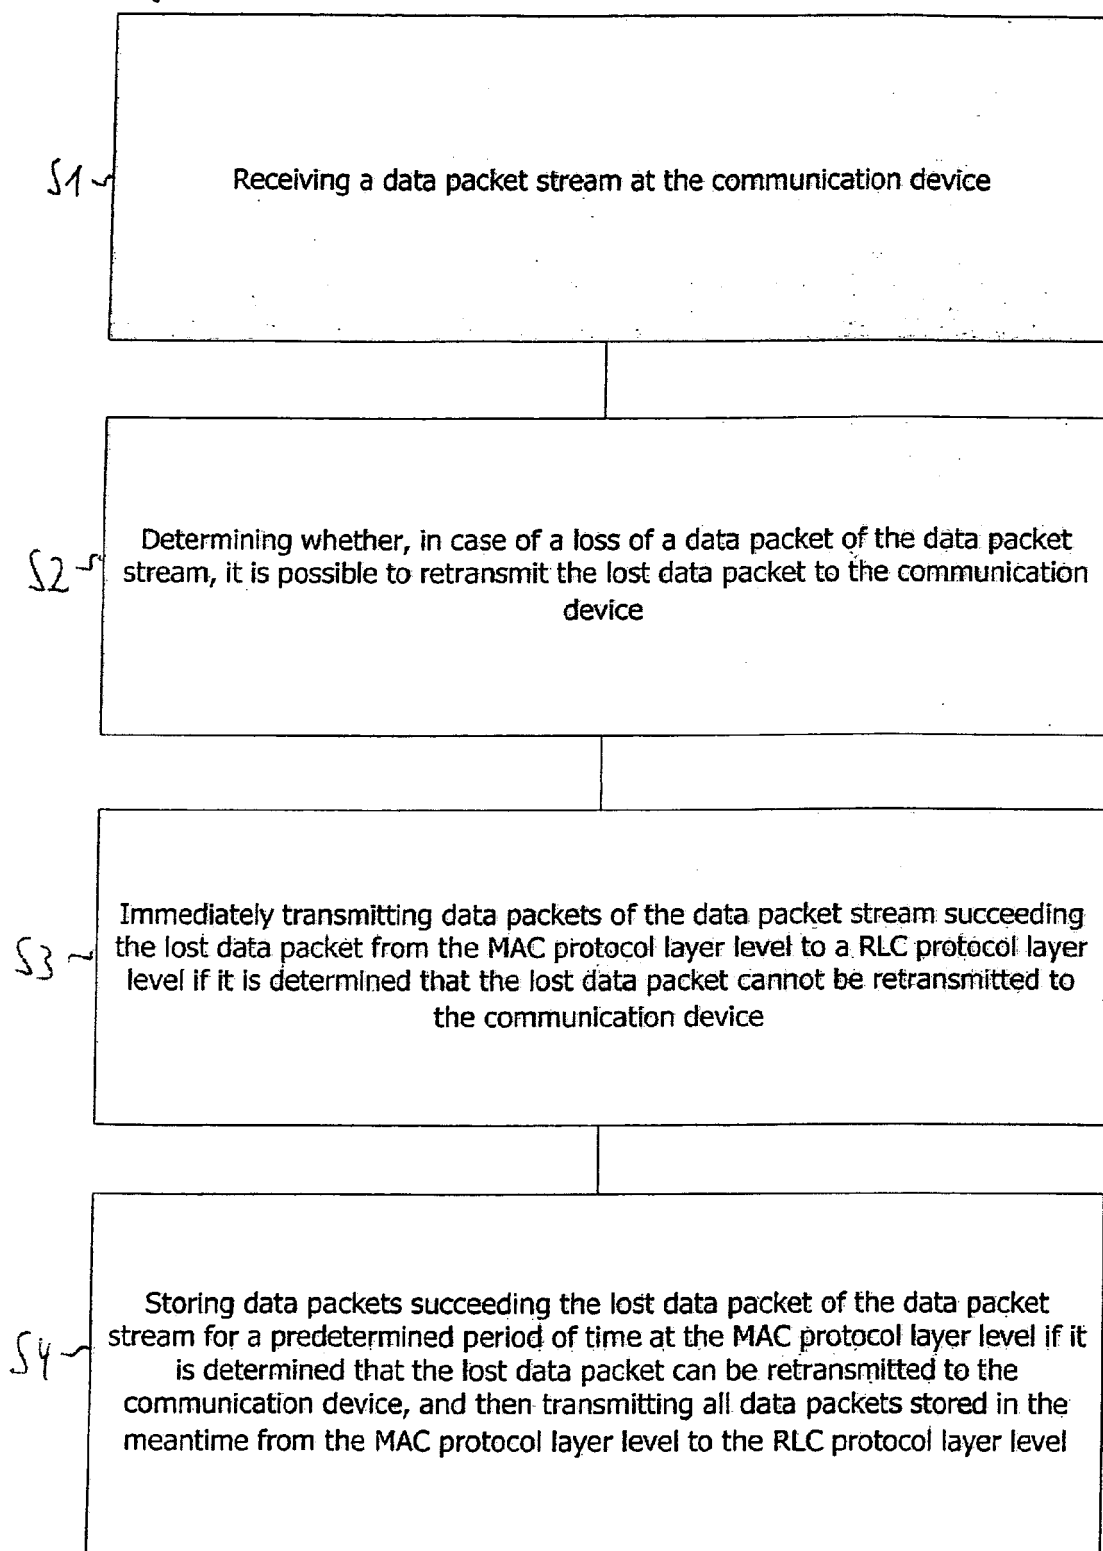 S1
Receiving a data packet stream at the communication device
S2
Determining whether, in case of a loss of a data packet of the data packet
stream, it is possible to retransmit the lost data packet to the communication
device
S3
Immediately transmitting data packets of the data packet stream succeeding
the lost data packet from the MAC protocol layer level to a RLC protocol layer
level if it is determined that the lost data packet cannot be retransmitted to
the communication device
S4
Storing data packets succeeding the lost data packet of the data packet
stream for a predetermined period of time at the MAC protocol layer level if it
is determined that the lost data packet can be retransmitted to the
communication device, and then transmitting all data packets stored in the
meantime from the MAC protocol layer level to the RLC protocol layer level